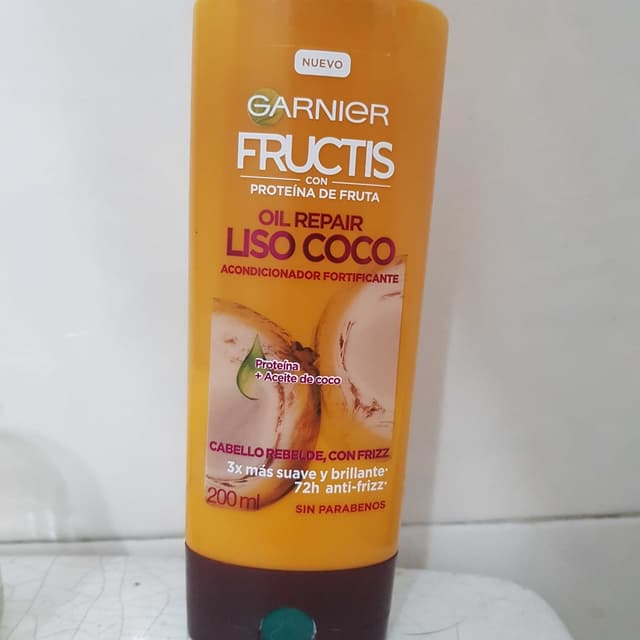 NUEVO
GARNIER
FRUCTIS
CON
PROTEÍNA DE FRUTA
OIL REPAIR
LISO COCO
ACONDICIONADOR FORTIFICANTE
Proteína
+ Aceite de coco
CABELLO REBELDE, CON FRIZZ
3x más suave y brillante*
72h anti-frizz*
200 ml
SIN PARABENOS